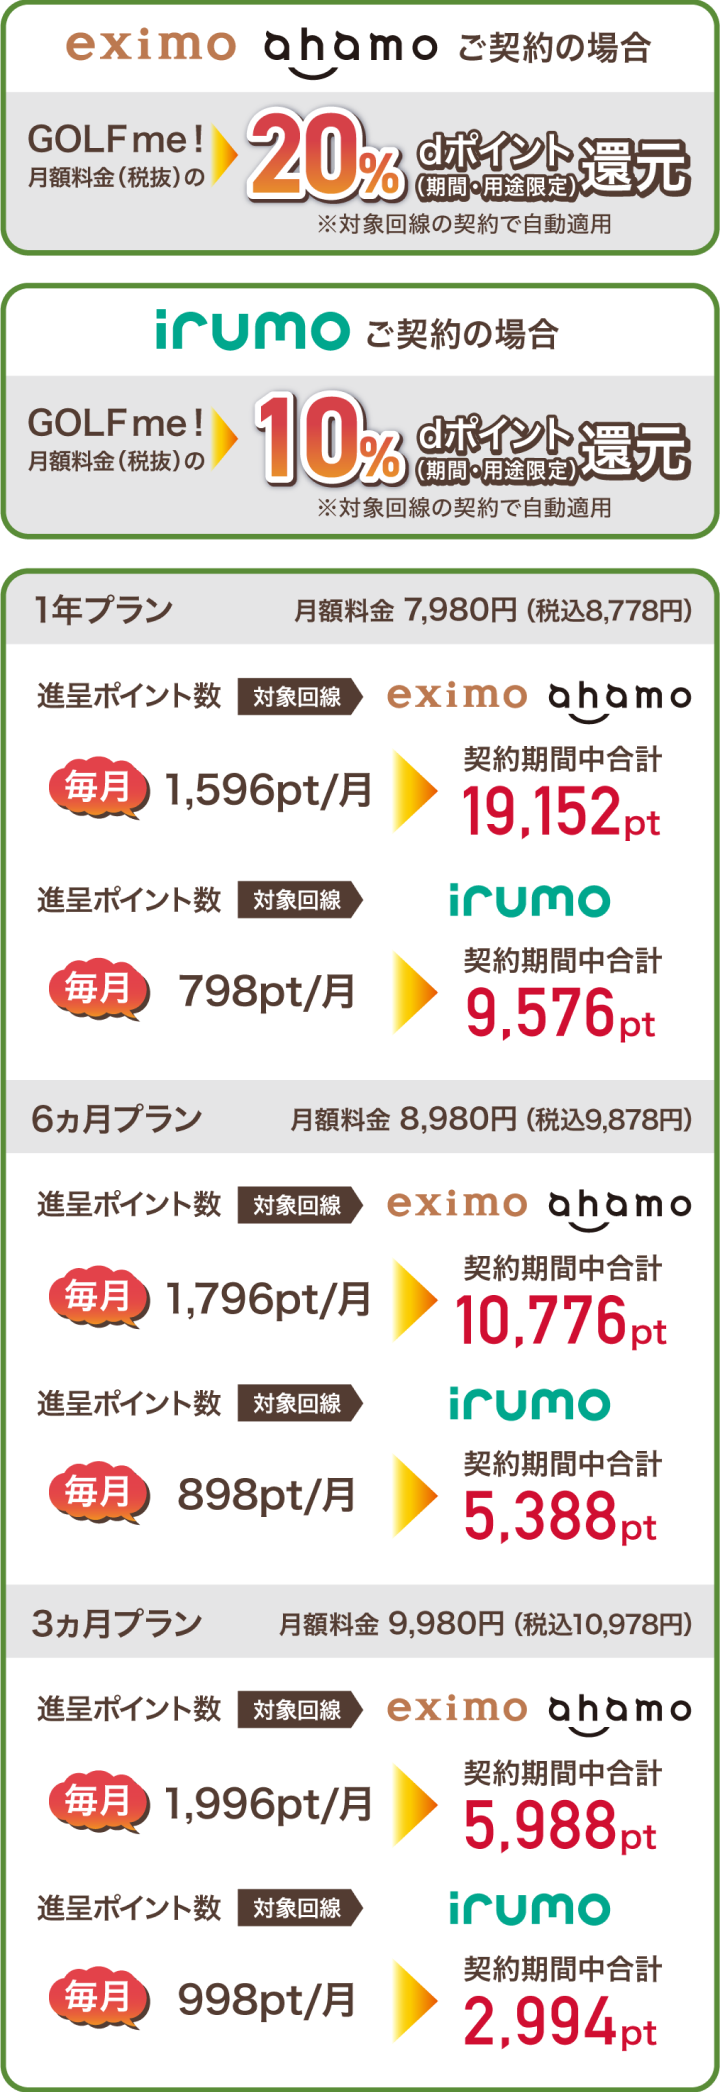 eximo ahamo ご契約の場合
GOLFme!
月額料金(税抜)の
20%
dポイント
(期間・用途限定)
還元
※対象回線の契約で自動適用
irumo ご契約の場合
GOLFme!
月額料金(税抜)の
10%
dポイント
(期間・用途限定)
還元
※対象回線の契約で自動適用
1年プラン 月額料金 7,980円(税込8,778円)
進呈ポイント数 対象回線 eximo ahamo
毎月 1,596pt/月
契約期間中合計
19,152pt
進呈ポイント数 対象回線 irumo
毎月 798pt/月
契約期間中合計
9,576pt
6ヵ月プラン 月額料金 8,980円(税込9,878円)
進呈ポイント数 対象回線 eximo ahamo
毎月 1,796pt/月
契約期間中合計
10,776pt
進呈ポイント数 対象回線 irumo
毎月 898pt/月
契約期間中合計
5,388pt
3ヵ月プラン 月額料金 9,980円(税込10,978円)
進呈ポイント数 対象回線 eximo ahamo
毎月 1,996pt/月
契約期間中合計
5,988pt
進呈ポイント数 対象回線 irumo
毎月 998pt/月
契約期間中合計
2,994pt